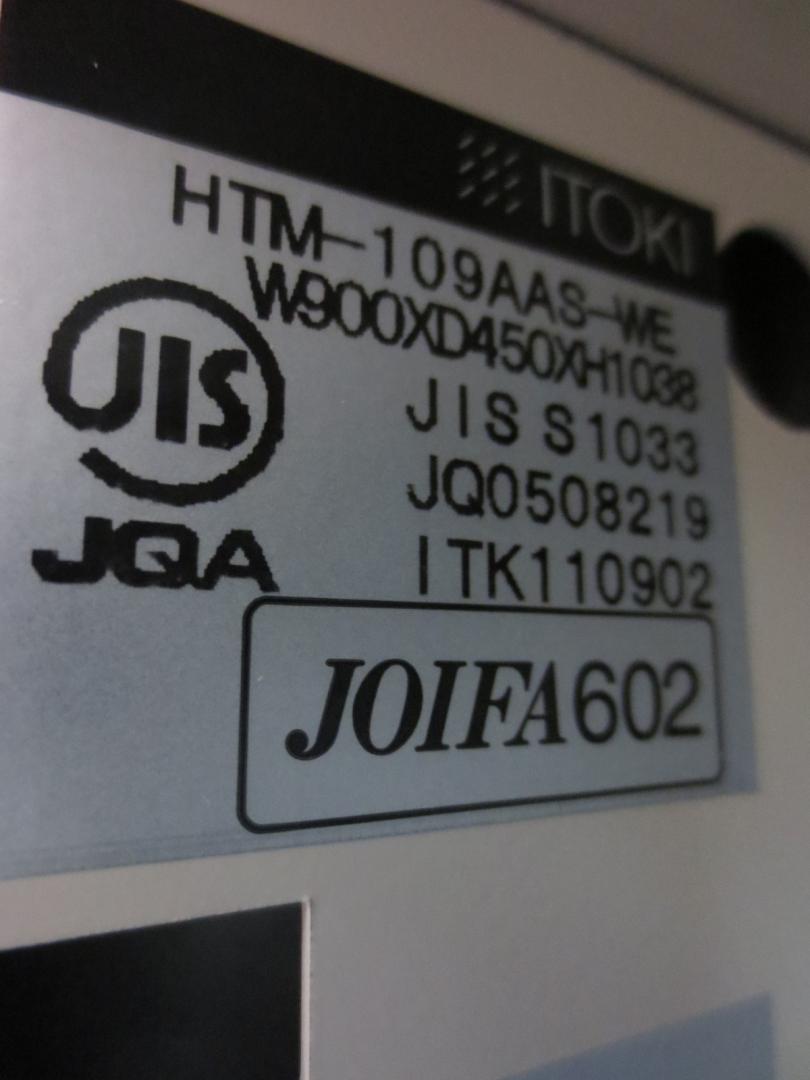 ITOKI
HTM-109AAS-WE
W900XD450XH1038
JIS
JIS S1033
JQ0508219
JQA
ITK110902
JOIFA602